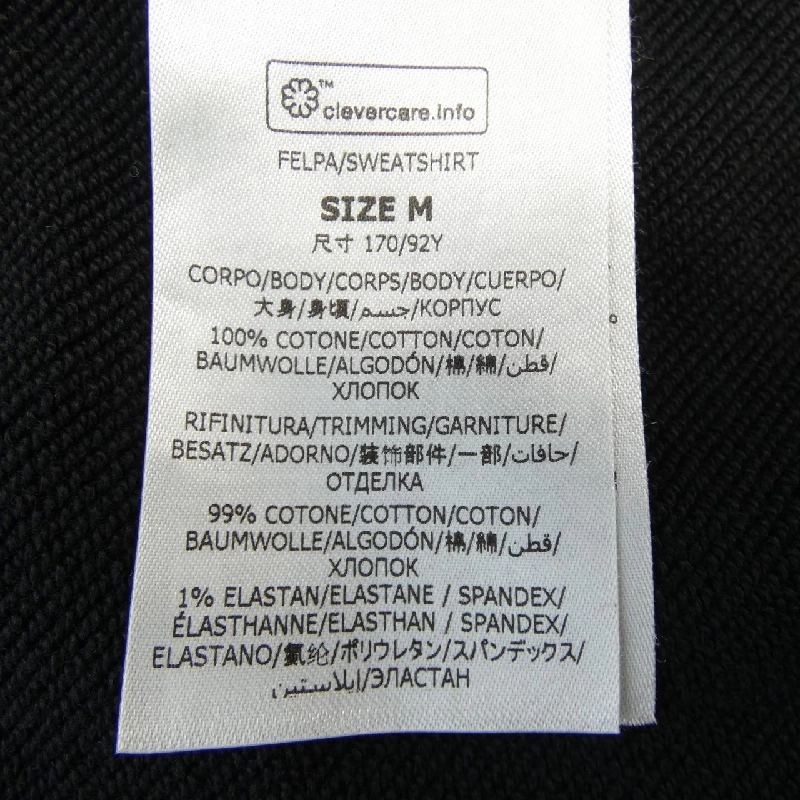 ™
clevercare.info
FELPA/SWEATSHIRT
SIZE M
尺寸 170/92Y
CORPO/BODY/CORPS/BODY/CUERPO/
大身/身頃/جسم/КОРПУС
100% COTONE/COTTON/COTON/
BAUMWOLLE/ALGODÓN/棉/綿/قطن/
ХЛОПОК
RIFINITURA/TRIMMING/GARNITURE/
BESATZ/ADORNO/装饰部件/一部/حافات/
ОТДЕЛКА
99% COTONE/COTTON/COTON/
BAUMWOLLE/ALGODÓN/棉/綿/قطن/
ХЛОПОК
1% ELASTAN/ELASTANE / SPANDEX/
ÉLASTHANNE/ELASTHAN / SPANDEX/
ELASTANO/氨纶/ポリウレタン/スパンデックス/
إيلاستين/ЭЛАСТАН